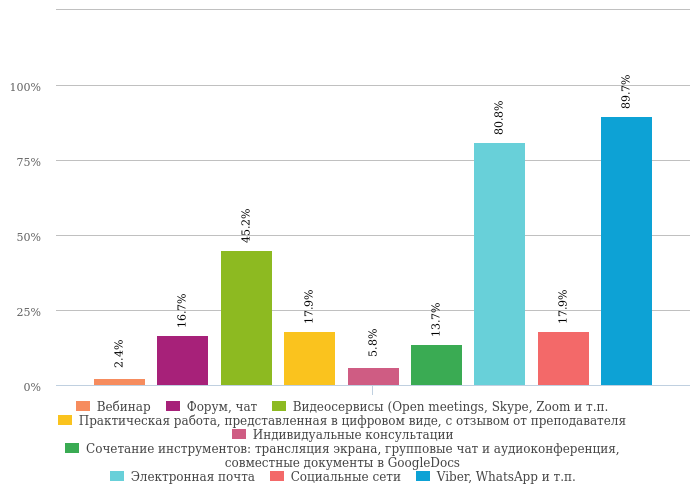 100%
75%
50%
25%
0%
2.4%
16.7%
45.2%
17.9%
5.8%
13.7%
80.8%
17.9%
89.7%
Вебинар Форум, чат Видеосервисы (Open meetings, Skype, Zoom и т.п.
Практическая работа, представленная в цифровом виде, с отзывом от преподавателя
Индивидуальные консультации
Сочетание инструментов: трансляция экрана, групповые чат и аудиоконференция,
совместные документы в GoogleDocs
Электронная почта Социальные сети Viber, WhatsApp и т.п.